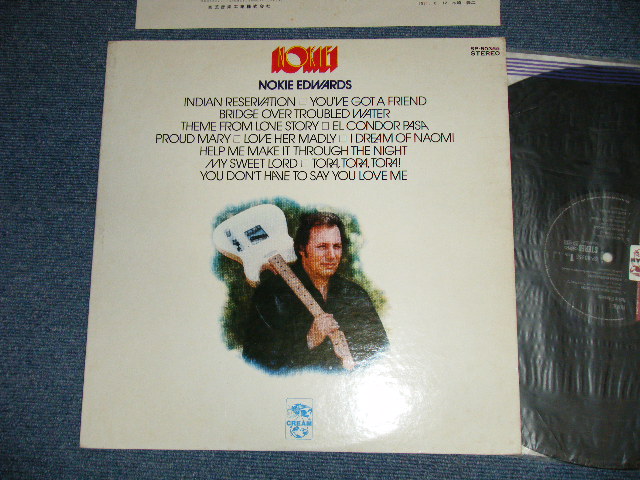 NOKIE
SP-80366
STEREO
NOKIE EDWARDS
INDIAN RESERVATION □ YOU'VE GOT A FRIEND
BRIDGE OVER TROUBLED WATER
THEME FROM LOVE STORY □ EL CONDOR PASA
PROUD MARY □ LOVE HER MADLY □ I DREAM OF NAOMI
HELP ME MAKE IT THROUGH THE NIGHT
MY SWEET LORD □ TORA, TORA, TORA!
YOU DON'T HAVE TO SAY YOU LOVE ME
CREAM